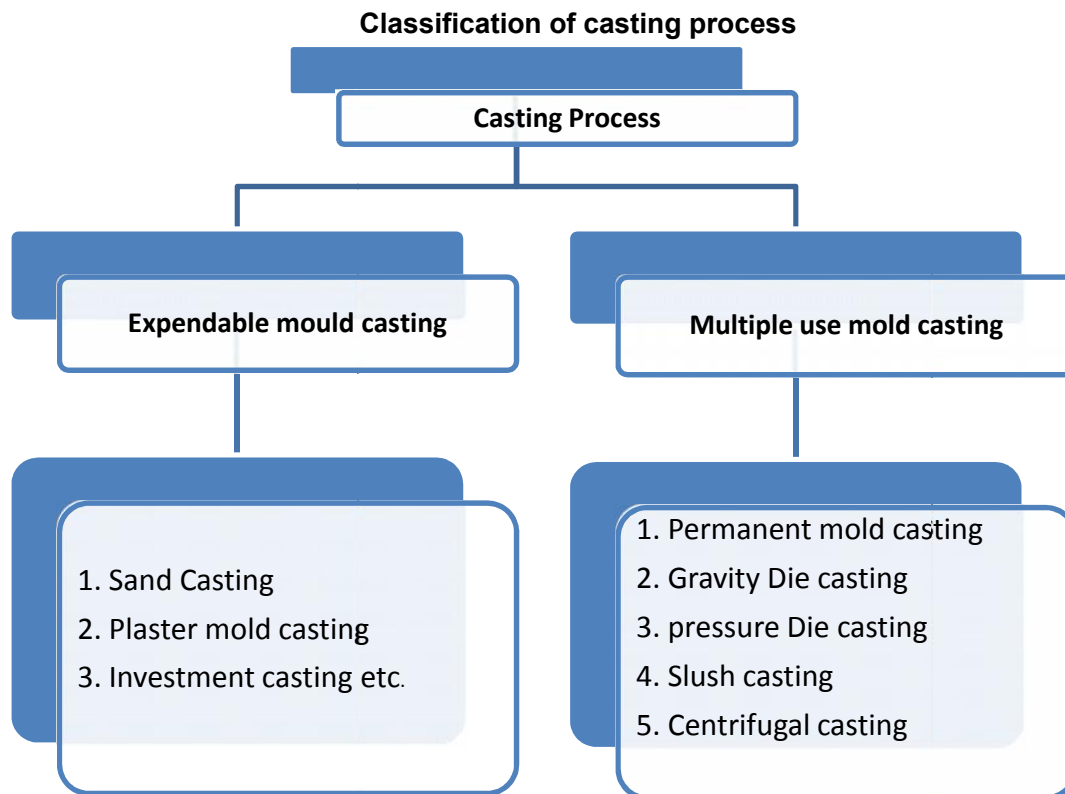 Classification of casting process
Casting Process
Expendable mould casting
Multiple use mold casting
1. Sand Casting
2. Plaster mold casting
3. Investment casting etc.
1. Permanent mold casting
2. Gravity Die casting
3. pressure Die casting
4. Slush casting
5. Centrifugal casting